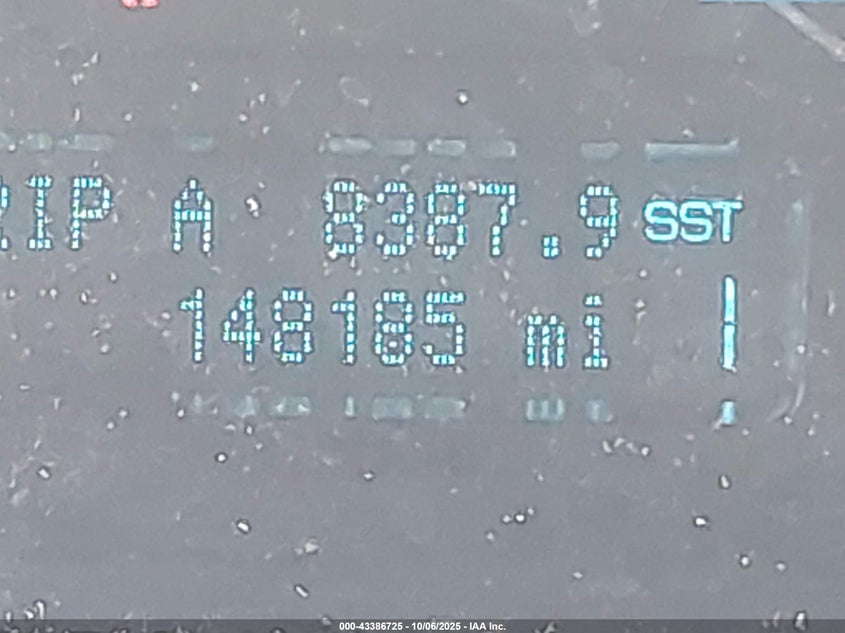 RIP A 8387.9 SST
148185 mi
000-43386725 - 10/06/2025 - IAA Inc.